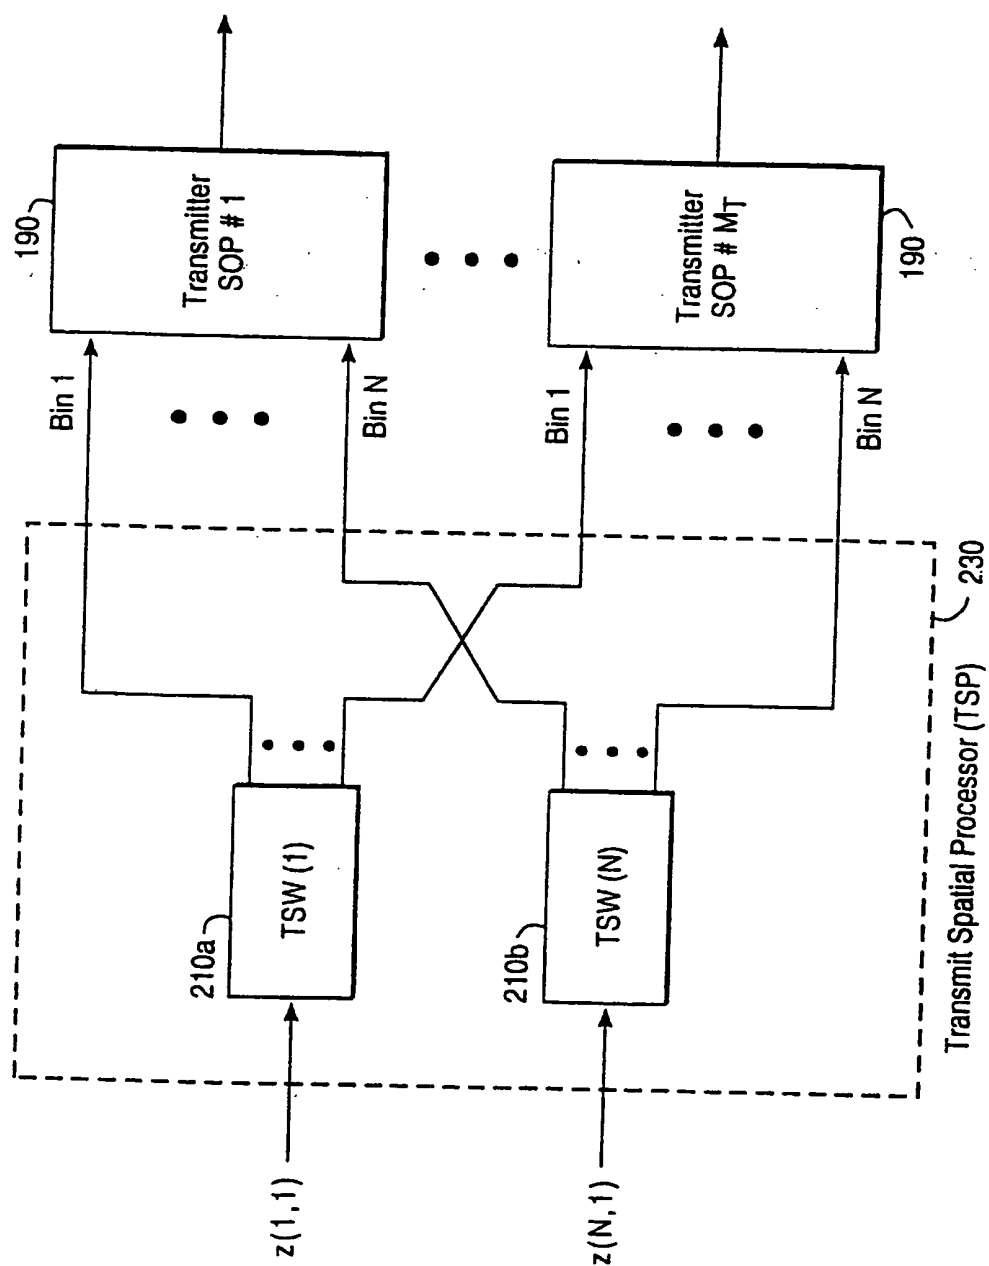 190
Transmitter
SOP # 1
Bin 1
Bin N
Transmitter
SOP # MT
190
Bin 1
Bin N
210a
TSW (1)
210b
TSW (N)
230
Transmit Spatial Processor (TSP)
z(1,1)
z(N,1)